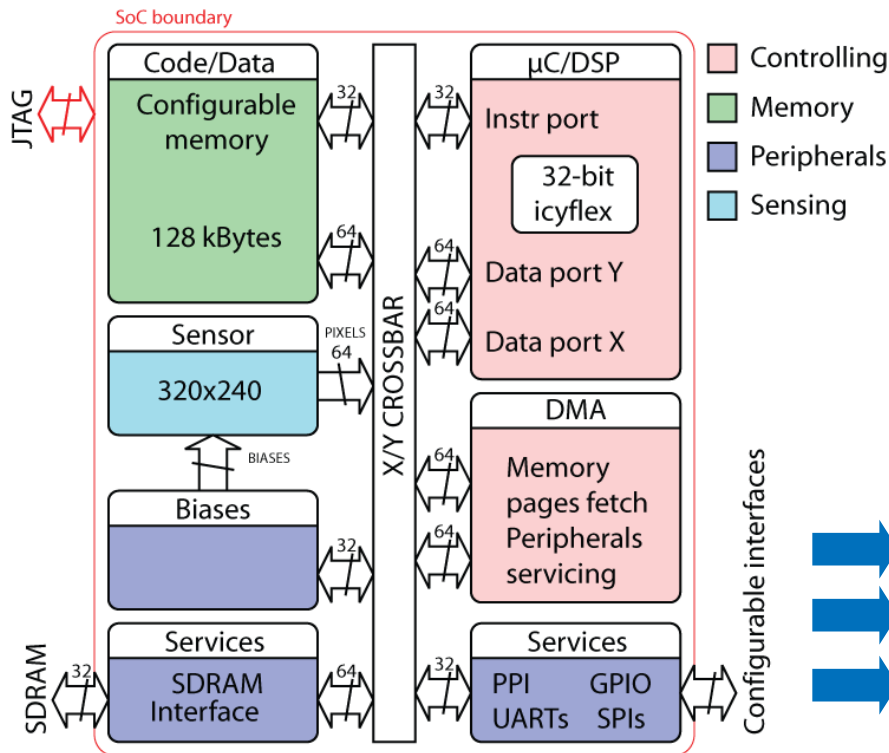 SoC boundary
JTAG
Code/Data
Configurable
memory
128 kBytes
32
64
Sensor
320x240
PIXELS
64
BIASES
Biases
32
Services
SDRAM
Interface
SDRAM
32
64
X/Y CROSSBAR
µC/DSP
32
Instr port
32-bit
icyflex
64
Data port Y
64
Data port X
DMA
64
Memory
pages fetch
64
Peripherals
servicing
Services
32
PPI GPIO
UARTs SPIs
Configurable interfaces
Controlling
Memory
Peripherals
Sensing